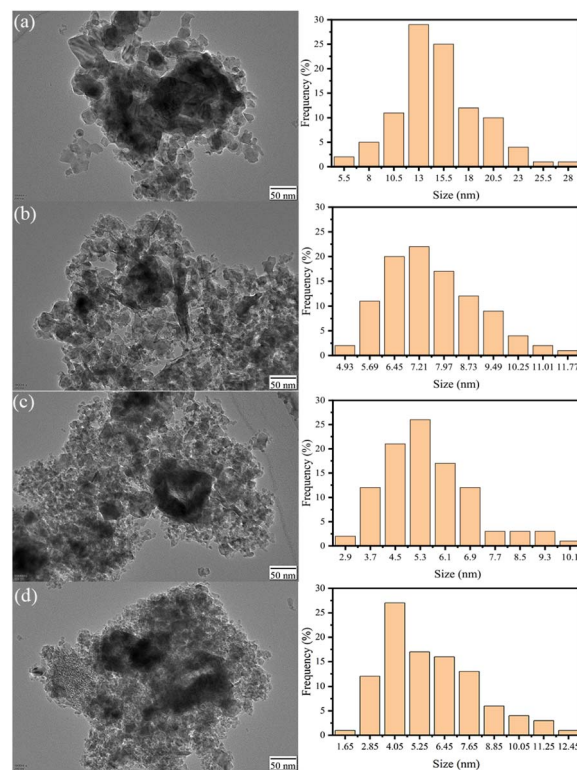 (a)
50 nm
Frequency (%)
30
25
20
15
10
5
0
5.5 8 10.5 13 15.5 18 20.5 23 25.5 28
Size (nm)
(b)
50 nm
Frequency (%)
30
25
20
15
10
5
0
4.93 5.69 6.45 7.21 7.97 8.73 9.49 10.25 11.01 11.77
Size (nm)
(c)
50 nm
Frequency (%)
30
25
20
15
10
5
0
2.9 3.7 4.5 5.3 6.1 6.9 7.7 8.5 9.3 10.1
Size (nm)
(d)
50 nm
Frequency (%)
30
25
20
15
10
5
0
1.65 2.85 4.05 5.25 6.45 7.65 8.85 10.05 11.25 12.45
Size (nm)